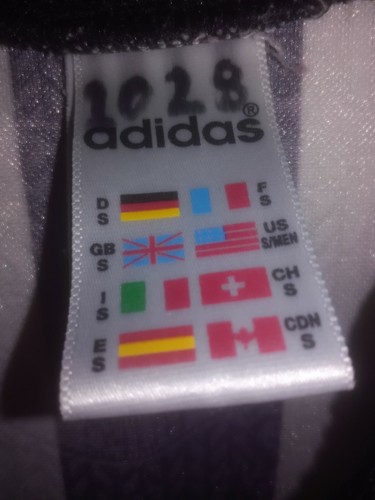 1028
adidas®
D S F S
GB S US S/MEN
I S CH S
E S CDN S